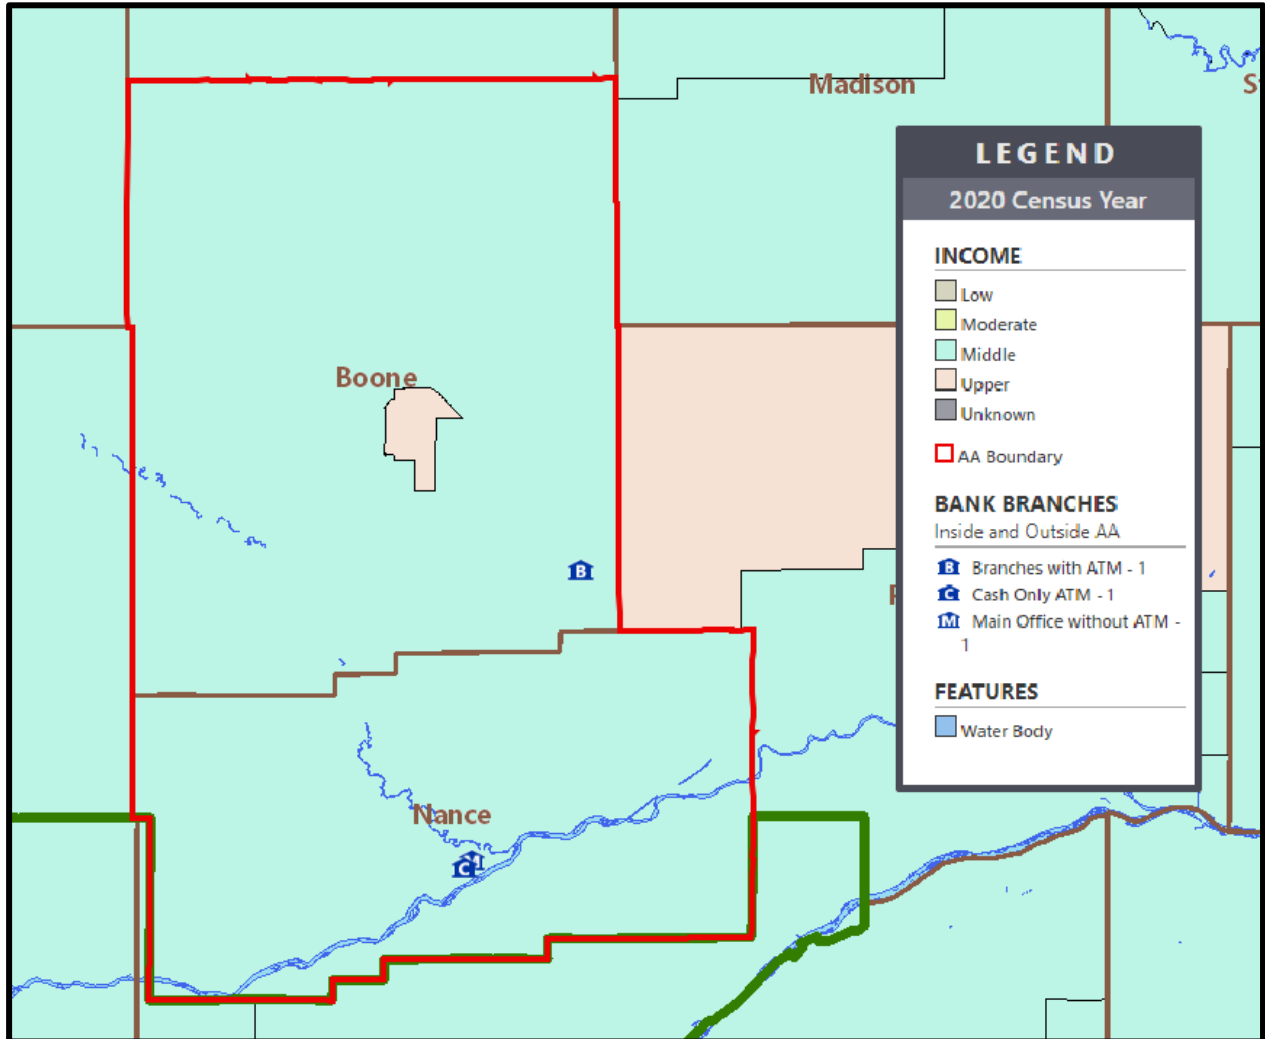 Madison
S
LEGEND
2020 Census Year
INCOME
Low
Moderate
Middle
Upper
Unknown
AA Boundary
BANK BRANCHES
Inside and Outside AA
B Branches with ATM - 1
C Cash Only ATM - 1
M Main Office without ATM -
1
FEATURES
Water Body
Boone
B
Nance
C